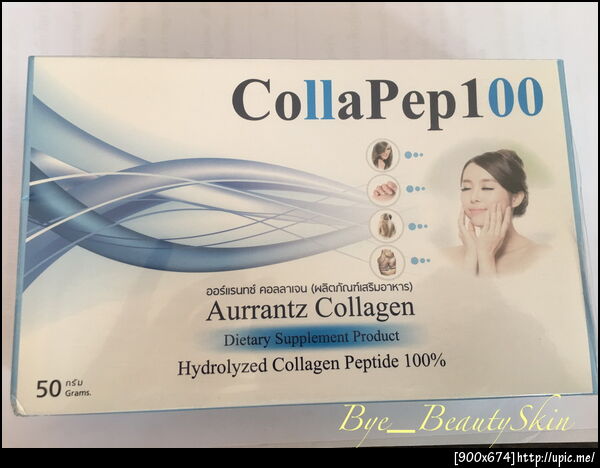 CollaPep100
ออร์แรนทซ์ คอลลาเจน (ผลิตภัณฑ์เสริมอาหาร)
Aurrantz Collagen
Dietary Supplement Product
Hydrolyzed Collagen Peptide 100%
50 กรัม
Grams.
Bye_BeautySkin
[900x674]http://upic.me/